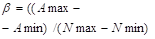 β = ((A max −
− A min) /(N max − N min)